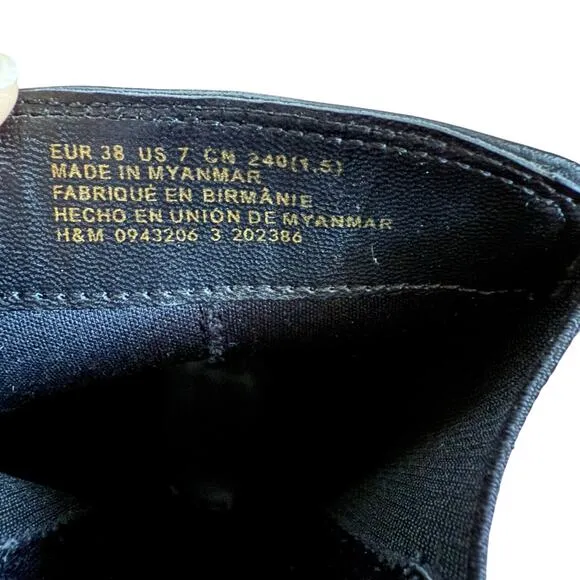 EUR 38 US 7 CN 240(1.5)
MADE IN MYANMAR
FABRIQUÉ EN BIRMÂNIE
HECHO EN UNIÓN DE MYANMAR
H&M 0943206 3 202386